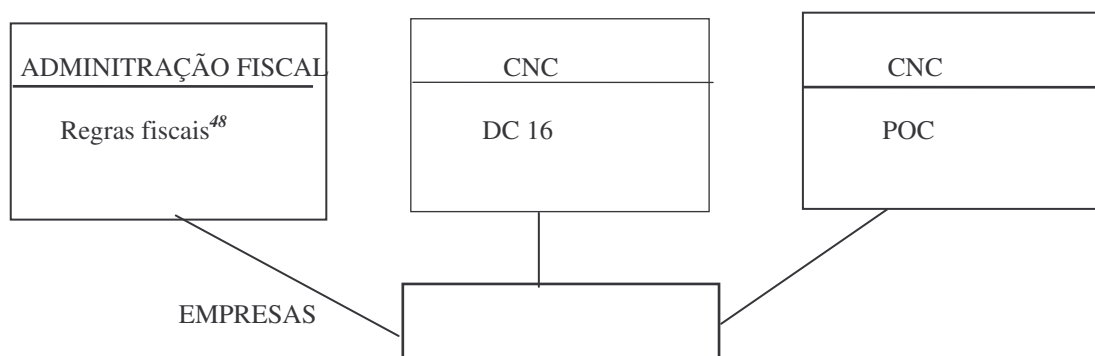 ADMINITRAÇÃO FISCAL
Regras fiscais48
CNC
DC 16
CNC
POC
EMPRESAS